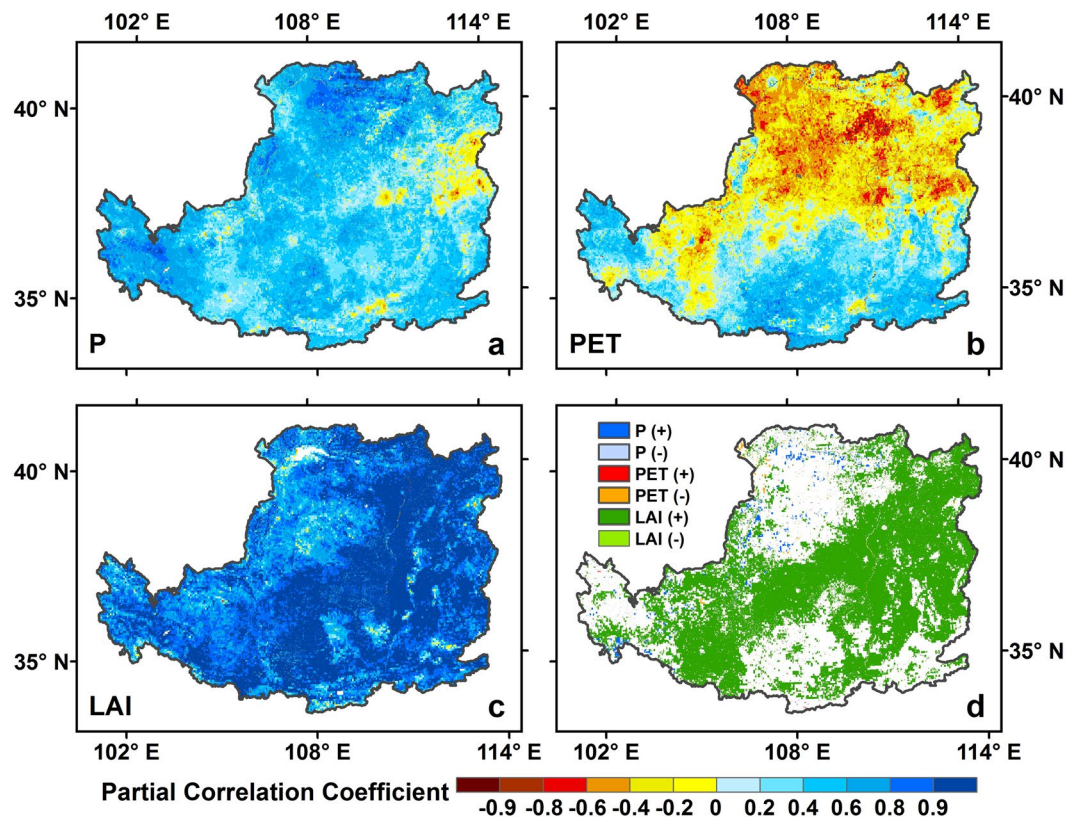 102° E 108° E 114° E 102° E 108° E 114° E
40° N 40° N
35° N 35° N
P a PET b
P (+)
P (-)
PET (+)
PET (-)
LAI (+)
LAI (-)
40° N 40° N
35° N 35° N
LAI c d
102° E 108° E 114° E 102° E 108° E 114° E
Partial Correlation Coefficient
-0.9 -0.8 -0.6 -0.4 -0.2 0 0.2 0.4 0.6 0.8 0.9